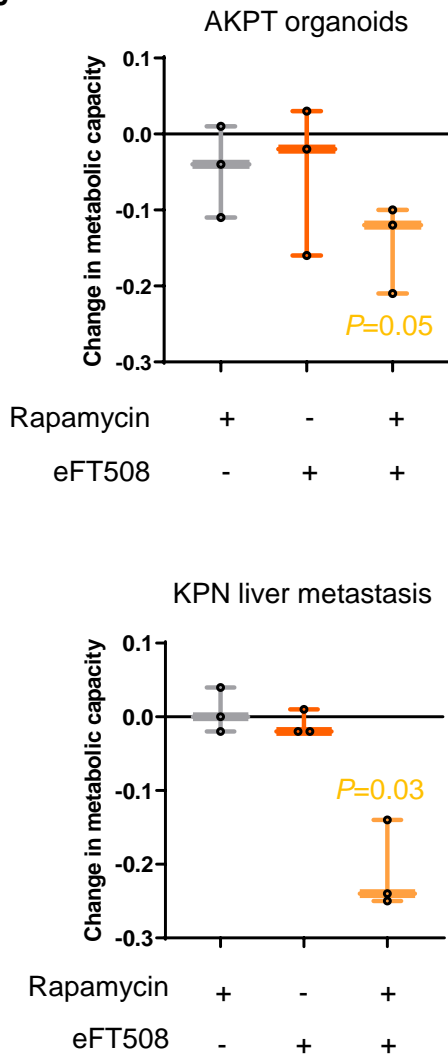 AKPT organoids
Change in metabolic capacity
0.1
0.0
-0.1
-0.2
-0.3
P=0.05
Rapamycin + - +
eFT508 - + +
KPN liver metastasis
Change in metabolic capacity
0.1
0.0
-0.1
-0.2
-0.3
P=0.03
Rapamycin + - +
eFT508 - + +